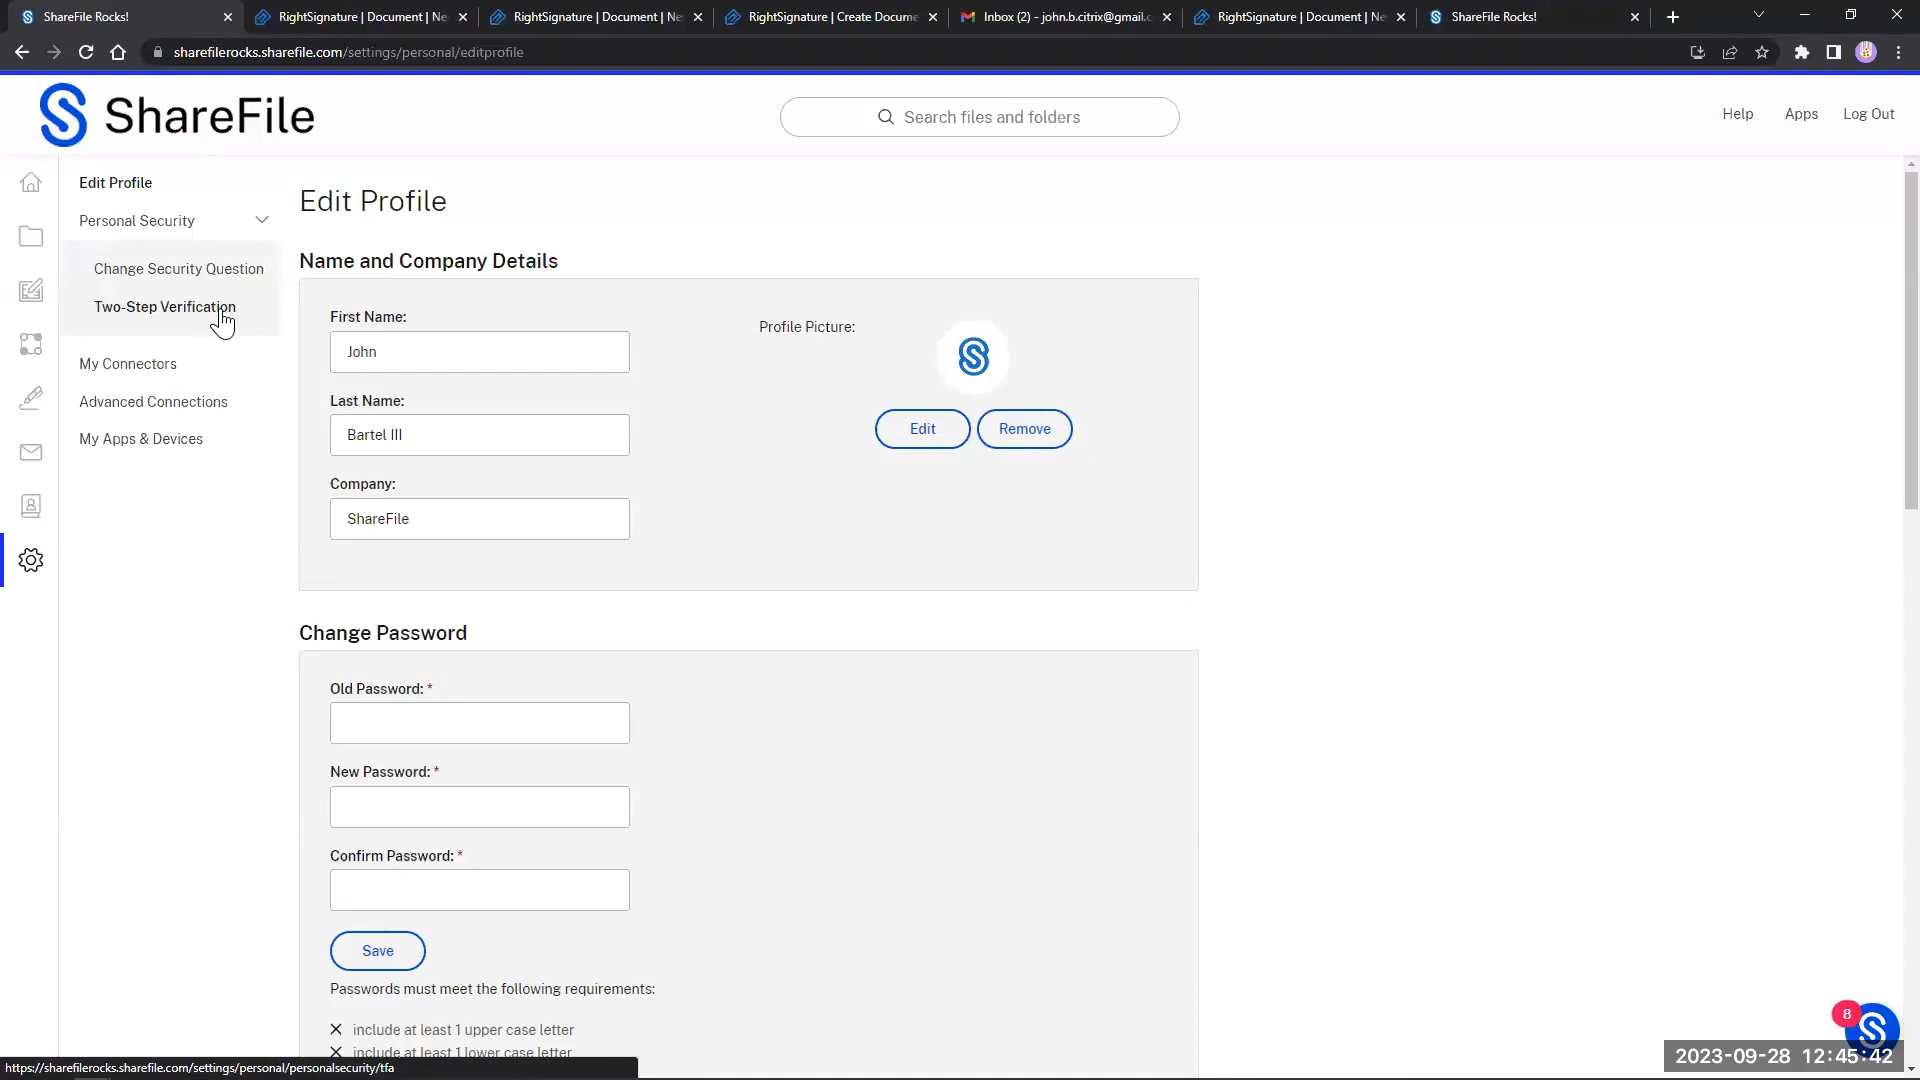 ShareFile Rocks!
RightSignature | Document | Ne
RightSignature | Document | Ne
RightSignature | Create Docume
Inbox (2) - john.b.citrix@gmail.c
RightSignature | Document | Ne
ShareFile Rocks!
sharefilerocks.sharefile.com/settings/personal/editprofile
ShareFile
Search files and folders
Help
Apps
Log Out
Edit Profile
Personal Security
Change Security Question
Two-Step Verification
My Connectors
Advanced Connections
My Apps & Devices
Edit Profile
Name and Company Details
First Name:
John
Last Name:
Bartel III
Company:
ShareFile
Profile Picture:
Edit
Remove
Change Password
Old Password: *
New Password: *
Confirm Password: *
Save
Passwords must meet the following requirements:
include at least 1 upper case letter
include at least 1 lower case letter
8
https://sharefilerocks.sharefile.com/settings/personal/personalsecurity/tfa
2023-09-28 12:45:42